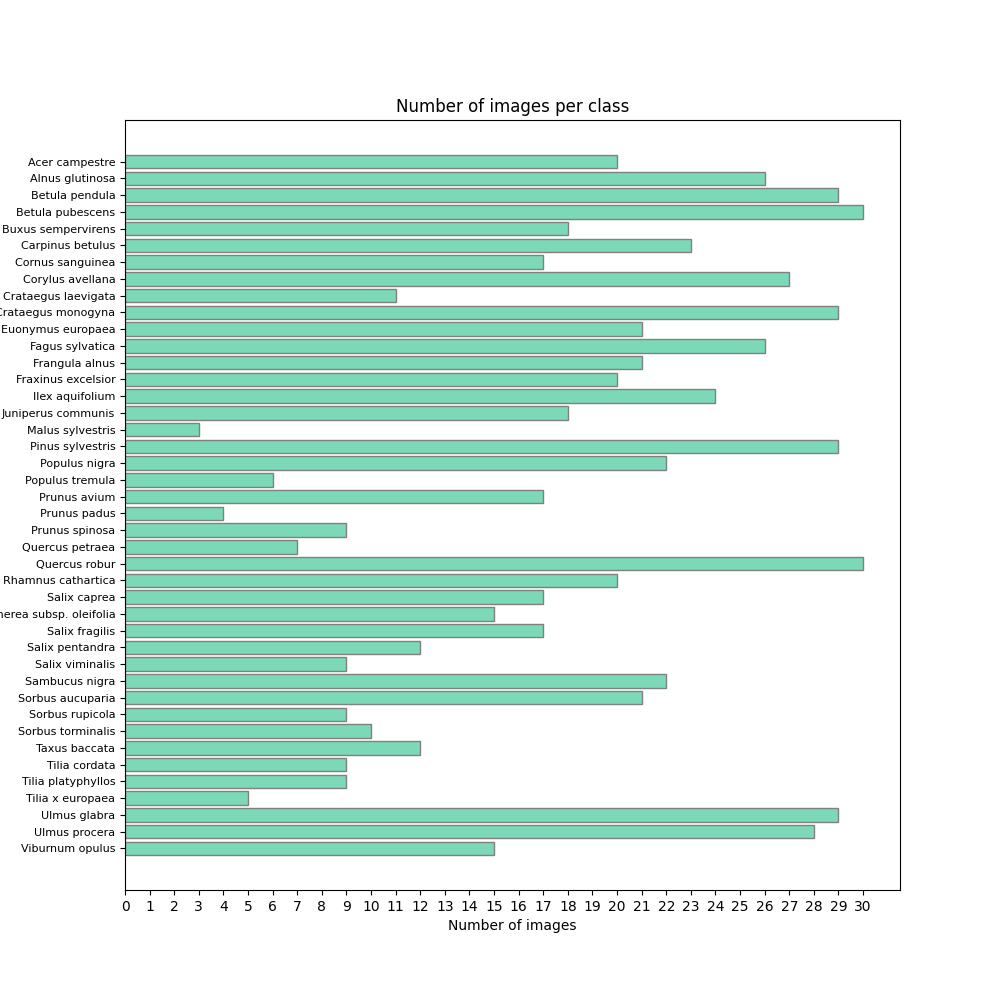 Number of images per class
Acer campestre
Alnus glutinosa
Betula pendula
Betula pubescens
Buxus sempervirens
Carpinus betulus
Cornus sanguinea
Corylus avellana
Crataegus laevigata
Crataegus monogyna
Euonymus europaea
Fagus sylvatica
Frangula alnus
Fraxinus excelsior
Ilex aquifolium
Juniperus communis
Malus sylvestris
Pinus sylvestris
Populus nigra
Populus tremula
Prunus avium
Prunus padus
Prunus spinosa
Quercus petraea
Quercus robur
Rhamnus cathartica
Salix caprea
subsp. oleifolia
Salix fragilis
Salix pentandra
Salix viminalis
Sambucus nigra
Sorbus aucuparia
Sorbus rupicola
Sorbus torminalis
Taxus baccata
Tilia cordata
Tilia platyphyllos
Tilia x europaea
Ulmus glabra
Ulmus procera
Viburnum opulus
0 1 2 3 4 5 6 7 8 9 10 11 12 13 14 15 16 17 18 19 20 21 22 23 24 25 26 27 28 29 30
Number of images